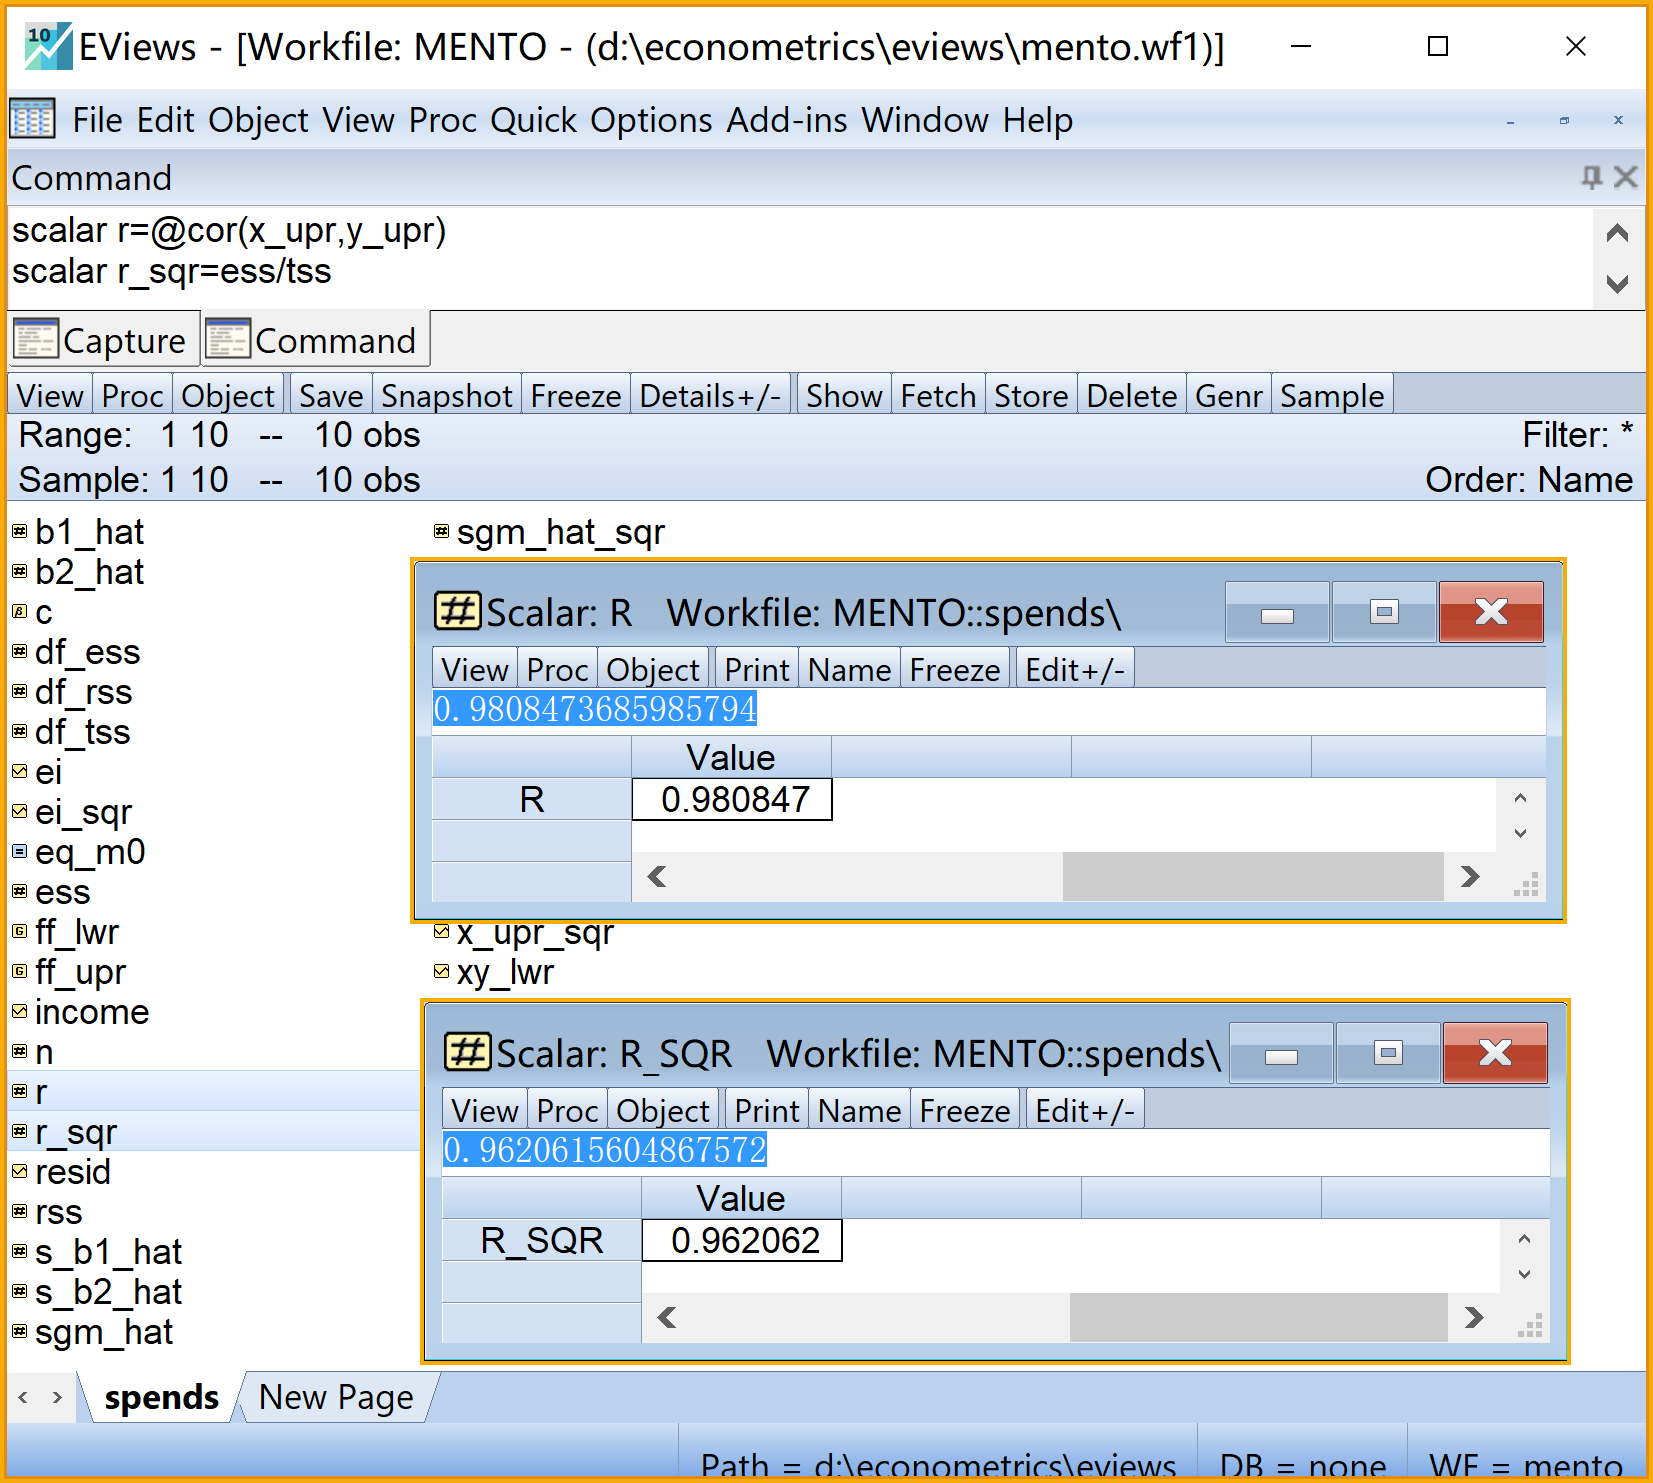 10 EViews - [Workfile: MENTO - (d:\econometrics\eviews\mento.wf1)]
File Edit Object View Proc Quick Options Add-ins Window Help
Command
scalar r=@cor(x_upr,y_upr)
scalar r_sqr=ess/tss
Capture Command
View Proc Object Save Snapshot Freeze Details+/- Show Fetch Store Delete Genr Sample
Range: 1 10 -- 10 obs Filter: *
Sample: 1 10 -- 10 obs Order: Name
b1_hat
b2_hat
c
df_ess
df_rss
df_tss
ei
ei_sqr
eq_m0
ess
ff_lwr
ff_upr
income
n
r
r_sqr
resid
rss
s_b1_hat
s_b2_hat
sgm_hat
sgm_hat_sqr
Scalar: R Workfile: MENTO::spends\
View Proc Object Print Name Freeze Edit+/-
0.9808473685985794
Value
R 0.980847
x_upr_sqr
xy_lwr
Scalar: R_SQR Workfile: MENTO::spends\
View Proc Object Print Name Freeze Edit+/-
0.9620615604867572
Value
R_SQR 0.962062
spends New Page
Path = d:\econometrics\eviews DB = none WF = mento